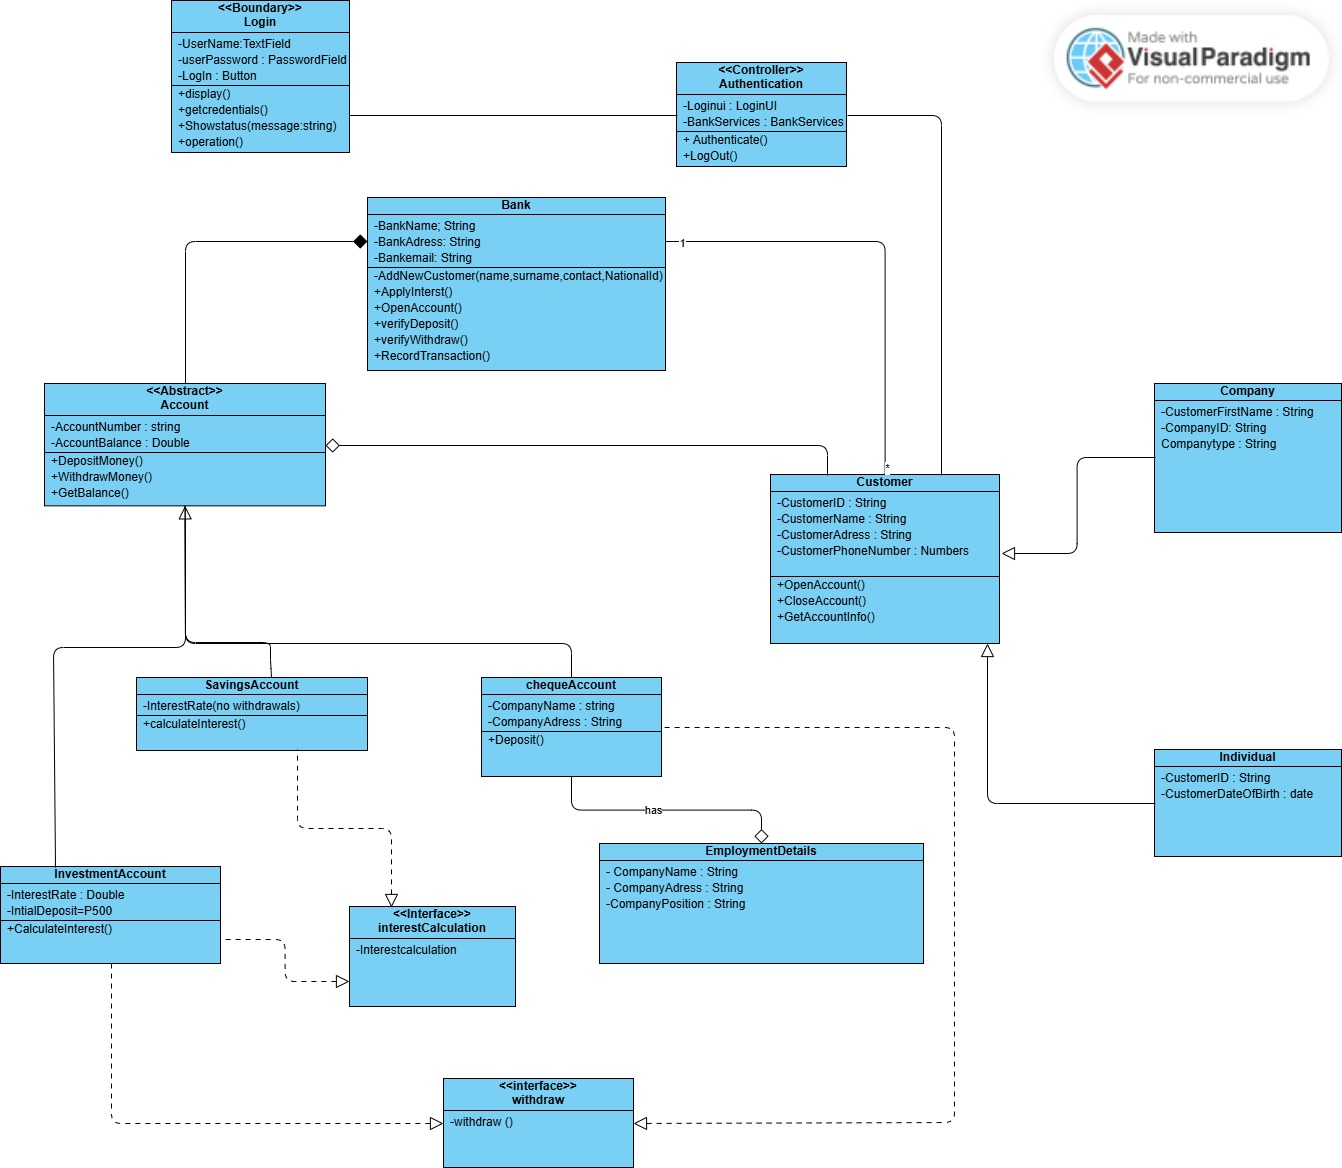 <<Boundary>>
Login
-UserName:TextField
-userPassword : PasswordField
-LogIn : Button
+display()
+getcredentials()
+Showstatus(message:string)
+operation()
<<Controller>>
Authentication
-Loginui : LoginUI
-BankServices : BankServices
+ Authenticate()
+LogOut()
Made with
Visual Paradigm
For non-commercial use
Bank
-BankName; String
-BankAdress: String
-Bankemail: String
-AddNewCustomer(name,surname,contact,NationalId)
+ApplyInterst()
+OpenAccount()
+verifyDeposit()
+verifyWithdraw()
+RecordTransaction()
1
*
<<Abstract>>
Account
-AccountNumber : string
-AccountBalance : Double
+DepositMoney()
+WithdrawMoney()
+GetBalance()
Customer
-CustomerID : String
-CustomerName : String
-CustomerAdress : String
-CustomerPhoneNumber : Numbers
+OpenAccount()
+CloseAccount()
+GetAccountInfo()
Company
-CustomerFirstName : String
-CompanyID: String
Companytype : String
SavingsAccount
-InterestRate(no withdrawals)
+calculateInterest()
chequeAccount
-CompanyName : string
-CompanyAdress : String
+Deposit()
has
Individual
-CustomerID : String
-CustomerDateOfBirth : date
EmploymentDetails
- CompanyName : String
- CompanyAdress : String
-CompanyPosition : String
InvestmentAccount
-InterestRate : Double
-IntialDeposit=P500
+CalculateInterest()
<<Interface>>
interestCalculation
-Interestcalculation
<<interface>>
withdraw
-withdraw ()